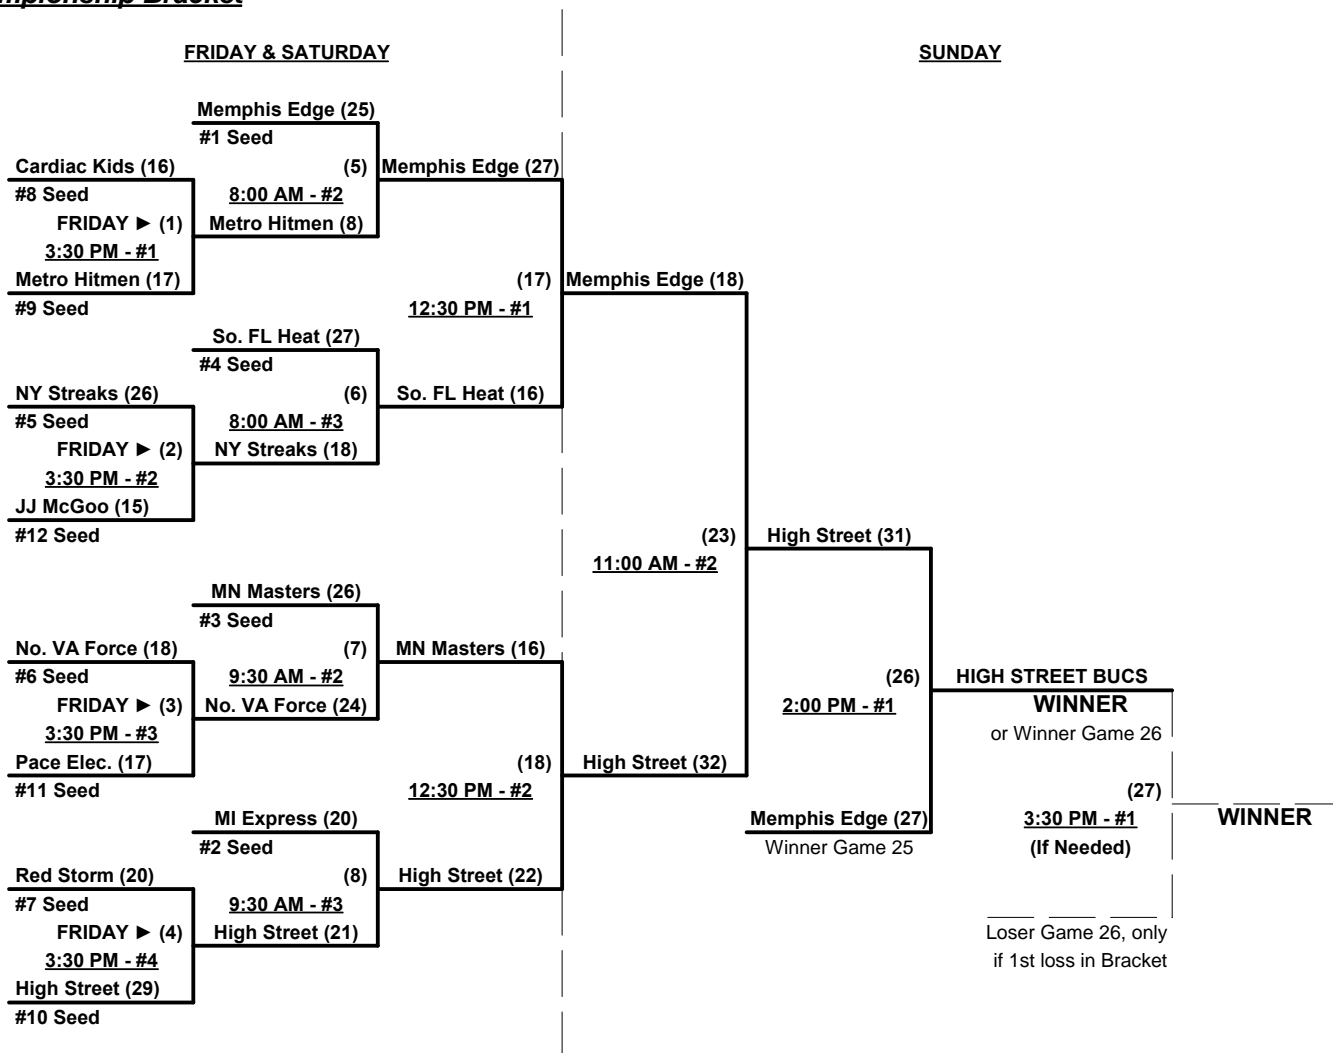 Bracket
FRIDAY & SATURDAY
SUNDAY
Memphis Edge (25)
#1 Seed
Cardiac Kids (16)
(5)
Memphis Edge (27)
#8 Seed
8:00 AM - #2
FRIDAY ► (1)
Metro Hitmen (8)
3:30 PM - #1
Metro Hitmen (17)
(17)
Memphis Edge (18)
#9 Seed
12:30 PM - #1
So. FL Heat (27)
#4 Seed
NY Streaks (26)
(6)
So. FL Heat (16)
#5 Seed
8:00 AM - #3
FRIDAY ► (2)
NY Streaks (18)
3:30 PM - #2
JJ McGoo (15)
#12 Seed
(23)
High Street (31)
11:00 AM - #2
MN Masters (26)
#3 Seed
No. VA Force (18)
(7)
MN Masters (16)
#6 Seed
9:30 AM - #2
(26)
HIGH STREET BUCS
FRIDAY ► (3)
No. VA Force (24)
2:00 PM - #1
WINNER
3:30 PM - #3
or Winner Game 26
Pace Elec. (17)
(18)
High Street (32)
#11 Seed
12:30 PM - #2
(27)
MI Express (20)
Memphis Edge (27)
3:30 PM - #1
WINNER
#2 Seed
Winner Game 25
(If Needed)
Red Storm (20)
(8)
High Street (22)
#7 Seed
9:30 AM - #3
FRIDAY ► (4)
High Street (21)
Loser Game 26, only
3:30 PM - #4
if 1st loss in Bracket
High Street (29)
#10 Seed